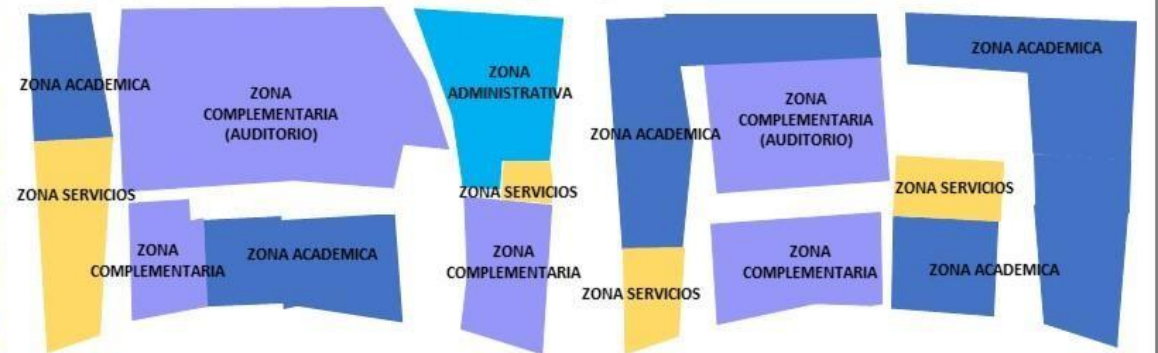 ZONA ACADEMICA
ZONA
COMPLEMENTARIA
(AUDITORIO)
ZONA
ADMINISTRATIVA
ZONA SERVICIOS
ZONA SERVICIOS
ZONA
COMPLEMENTARIA
ZONA ACADEMICA
ZONA
COMPLEMENTARIA
ZONA ACADEMICA
ZONA ACADEMICA
ZONA
COMPLEMENTARIA
(AUDITORIO)
ZONA SERVICIOS
ZONA SERVICIOS
ZONA
COMPLEMENTARIA
ZONA ACADEMICA